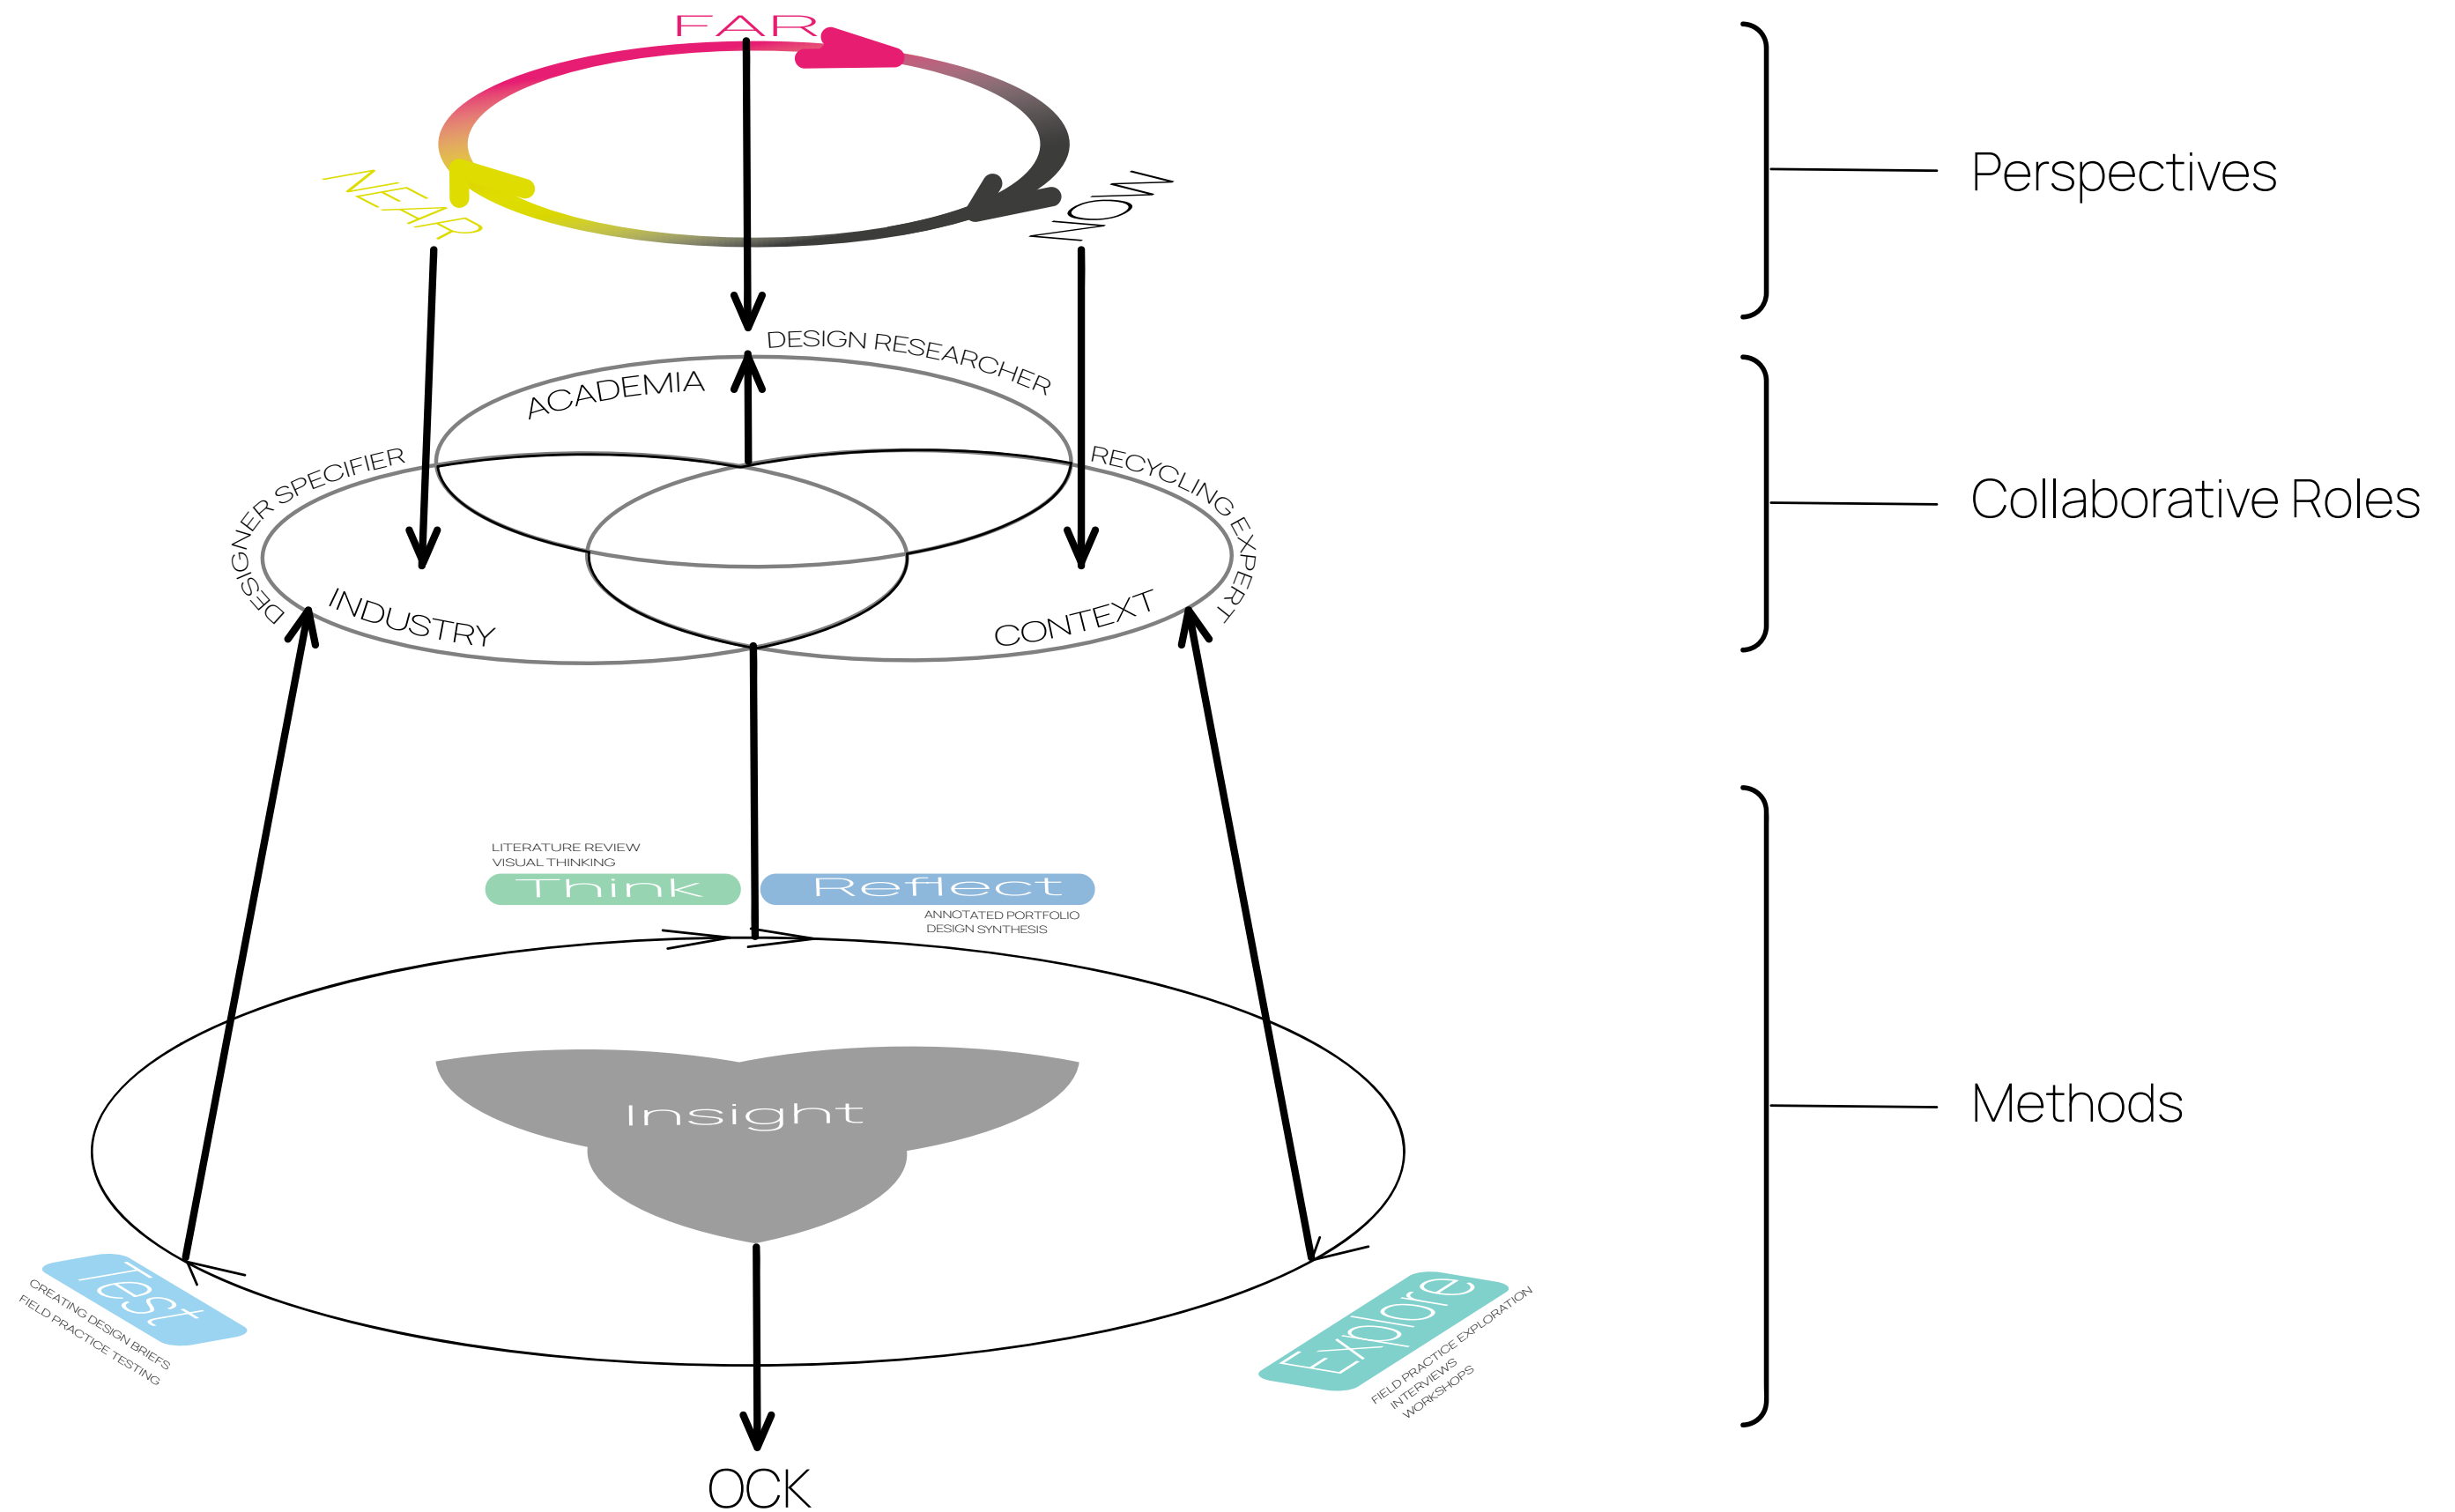 FAR
NEXT
NOW
Perspectives
DESIGN RESEARCHER
ACADEMIA
DESIGNER SPECIFIER
RECYCLING EXPERT
INDUSTRY
CONTEXT
Collaborative Roles
LITERATURE REVIEW
VISUAL THINKING
Think
Reflect
ANNOTATED PORTFOLIO
DESIGN SYNTHESIS
Insight
Methods
Test
CREATING DESIGN BRIEFS
FIELD PRACTICE TESTING
Explore
FIELD PRACTICE EXPLORATION
INTERVIEWS
WORKSHOPS
OCK